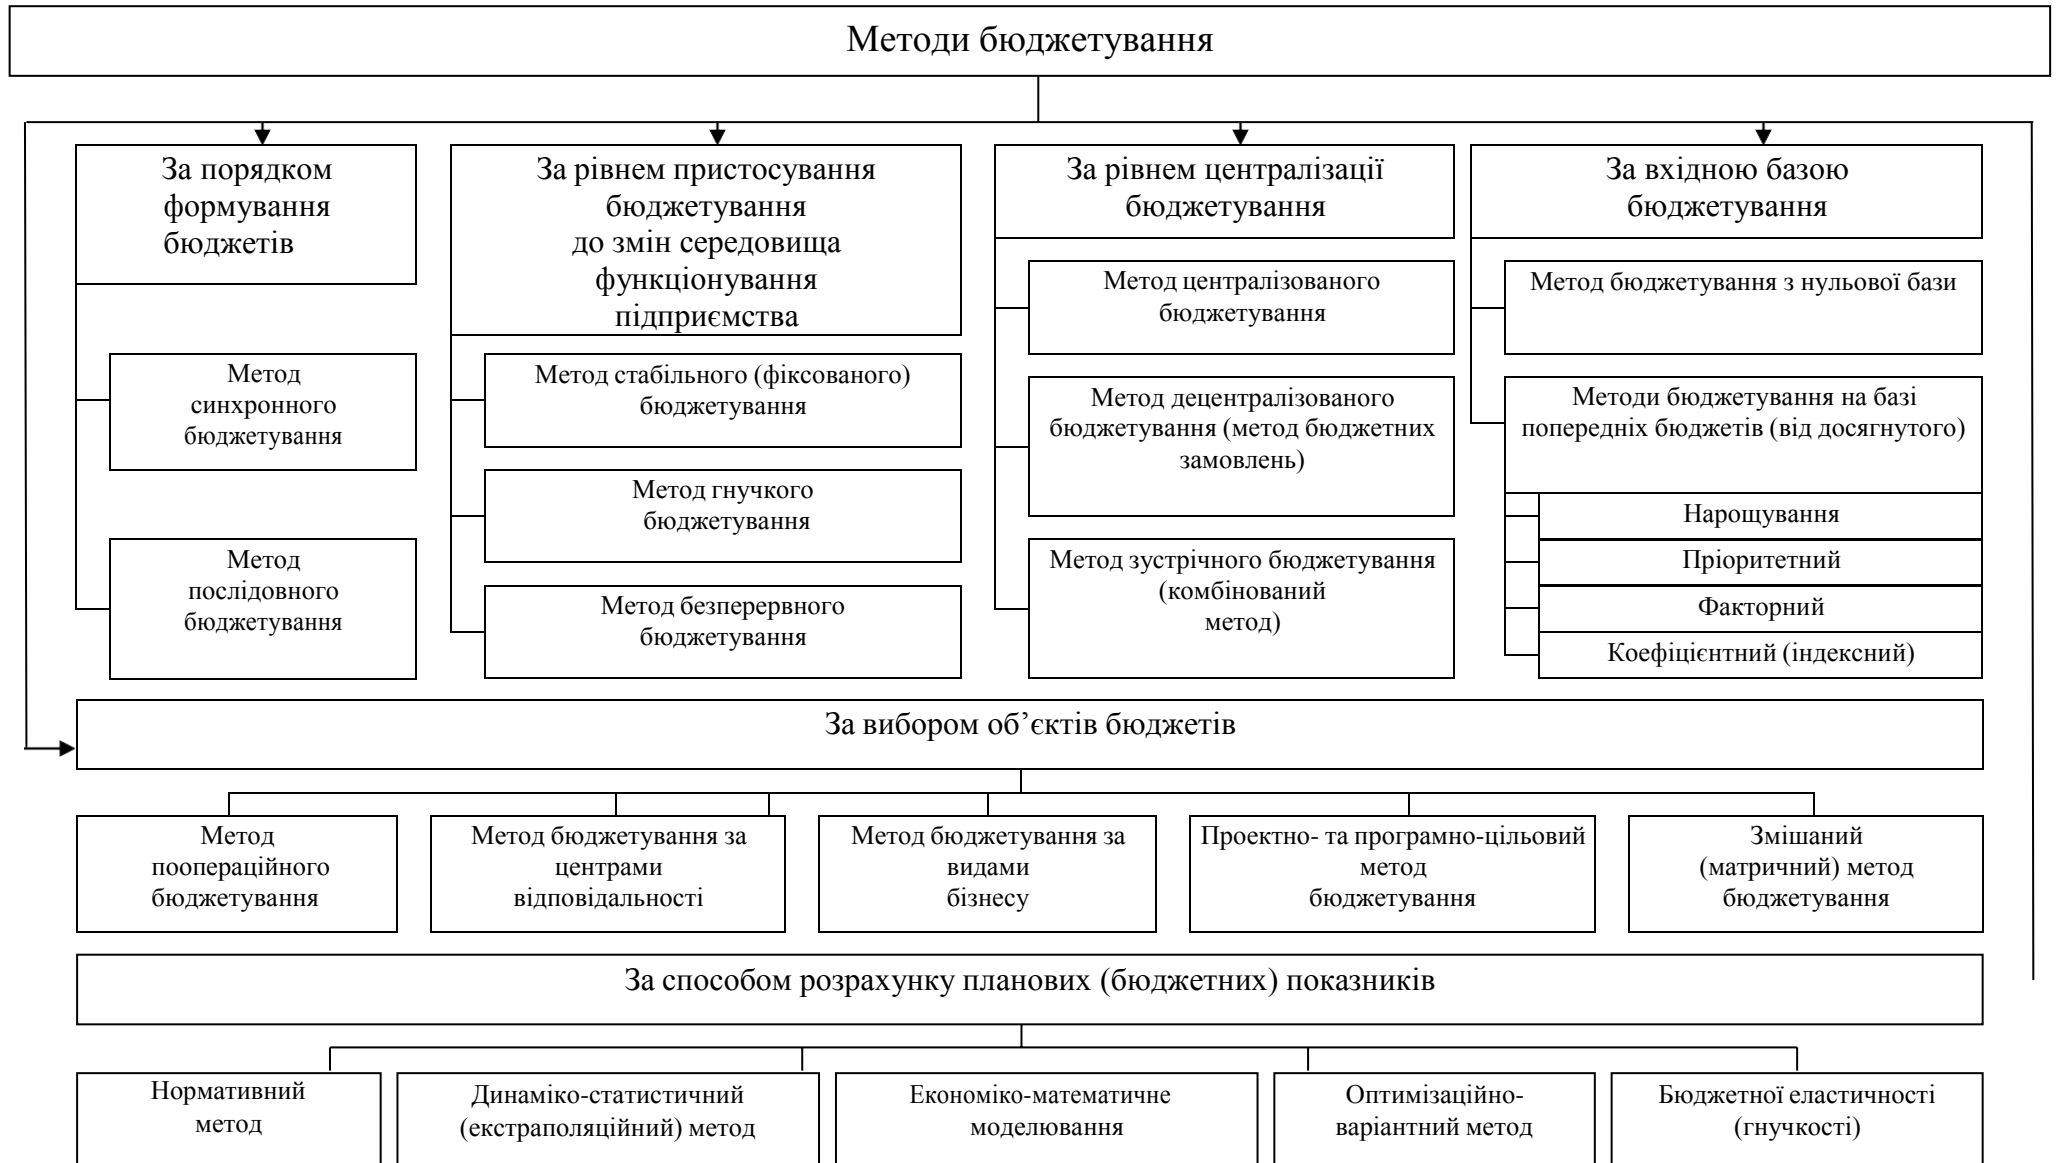 Методи бюджетування
За порядком
формування
бюджетів
Метод
синхронного
бюджетування
Метод
послідовного
бюджетування
За рівнем пристосування
бюджетування
до змін середовища
функціонування
підприємства
Метод стабільного (фіксованого)
бюджетування
Метод гнучкого
бюджетування
Метод безперервного
бюджетування
За рівнем централізації
бюджетування
Метод централізованого
бюджетування
Метод децентралізованого
бюджетування (метод бюджетних
замовлень)
Метод зустрічного бюджетування
(комбінований
метод)
За вхідною базою
бюджетування
Метод бюджетування з нульової бази
Методи бюджетування на базі
попередніх бюджетів (від досягнутого)
Нарощування
Пріоритетний
Факторний
Коефіцієнтний (індексний)
За вибором об’єктів бюджетів
Метод
поопераційного
бюджетування
Метод бюджетування за
центрами
відповідальності
Метод бюджетування за
видами
бізнесу
Проектно- та програмно-цільовий
метод
бюджетування
Змішаний
(матричний) метод
бюджетування
За способом розрахунку планових (бюджетних) показників
Нормативний
метод
Динаміко-статистичний
(екстраполяційний) метод
Економіко-математичне
моделювання
Оптимізаційно-
варіантний метод
Бюджетної еластичності
(гнучкості)